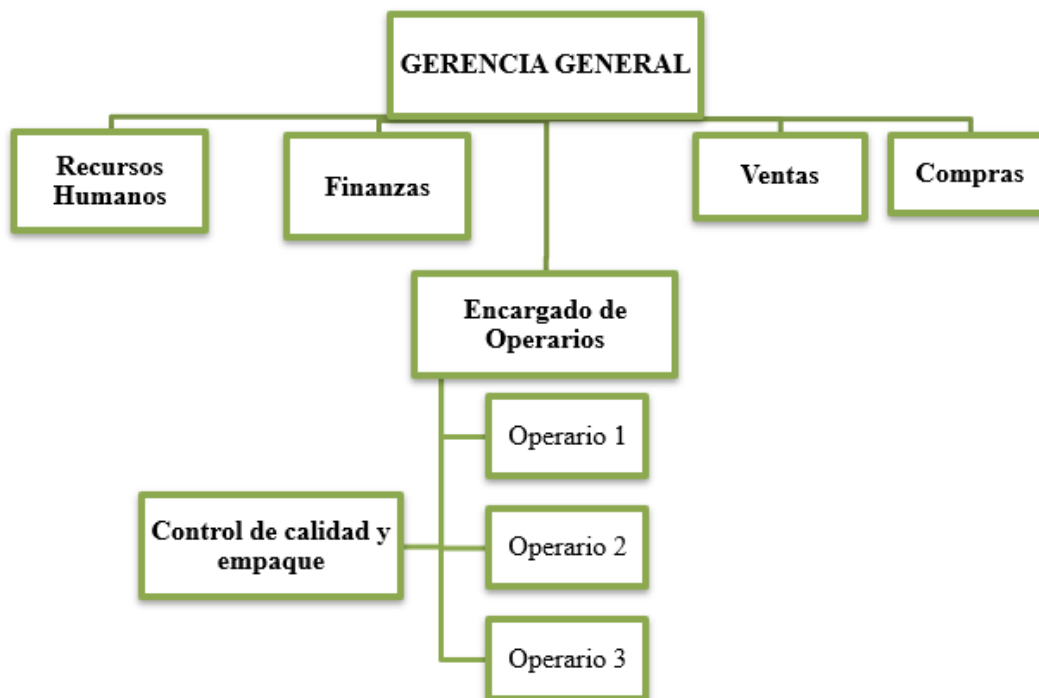 GERENCIA GENERAL
Recursos
Humanos
Finanzas
Ventas
Compras
Encargado de
Operarios
Operario 1
Control de calidad y
empaque
Operario 2
Operario 3